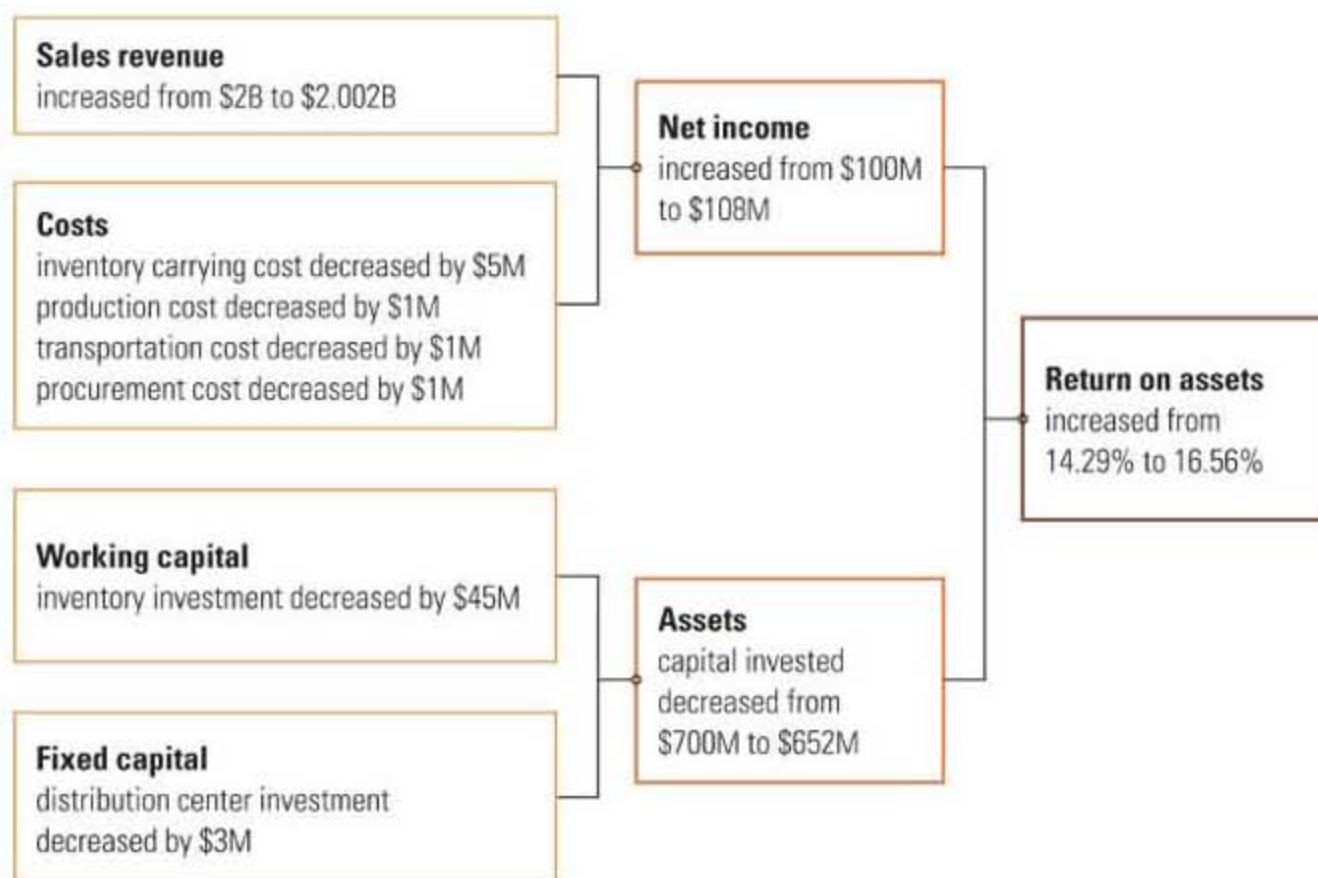 Sales revenue
increased from $2B to $2.002B
Costs
inventory carrying cost decreased by $5M
production cost decreased by $1M
transportation cost decreased by $1M
procurement cost decreased by $1M
Net income
increased from $100M
to $108M
Working capital
inventory investment decreased by $45M
Fixed capital
distribution center investment
decreased by $3M
Assets
capital invested
decreased from
$700M to $652M
Return on assets
increased from
14.29% to 16.56%